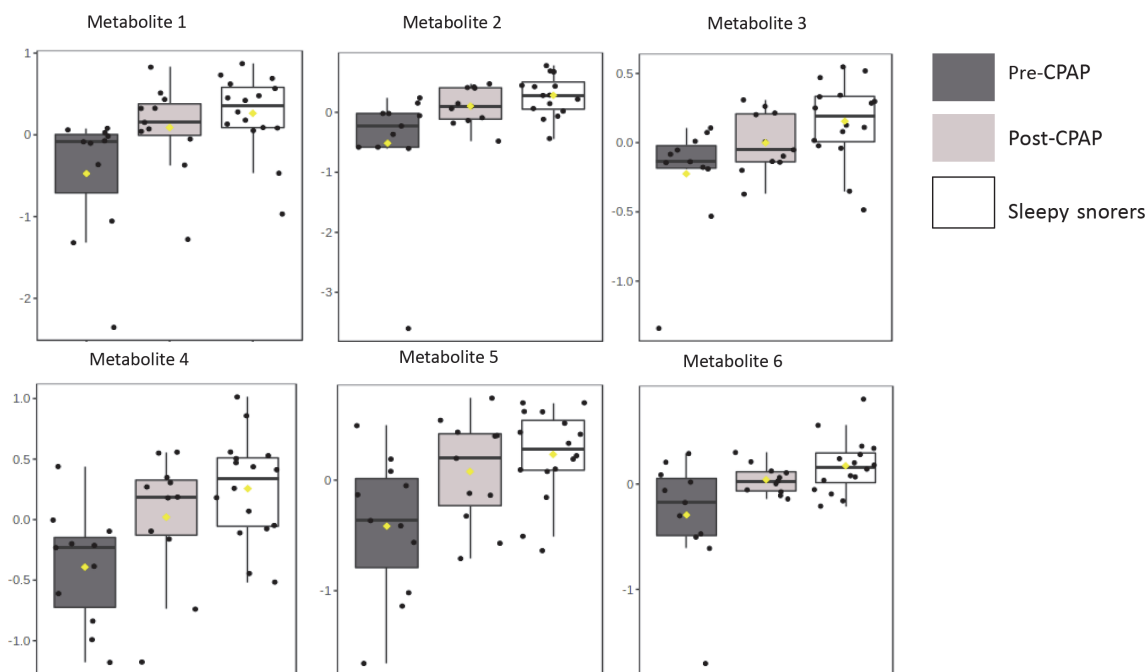 Metabolite 1
Metabolite 2
Metabolite 3
1
0
-1
-2
0
-1
-2
-3
0.5
0.0
-0.5
-1.0
Pre-CPAP
Post-CPAP
Sleepy snorers
Metabolite 4
Metabolite 5
Metabolite 6
1.0
0.5
0.0
-0.5
-1.0
0
-1
0
-1